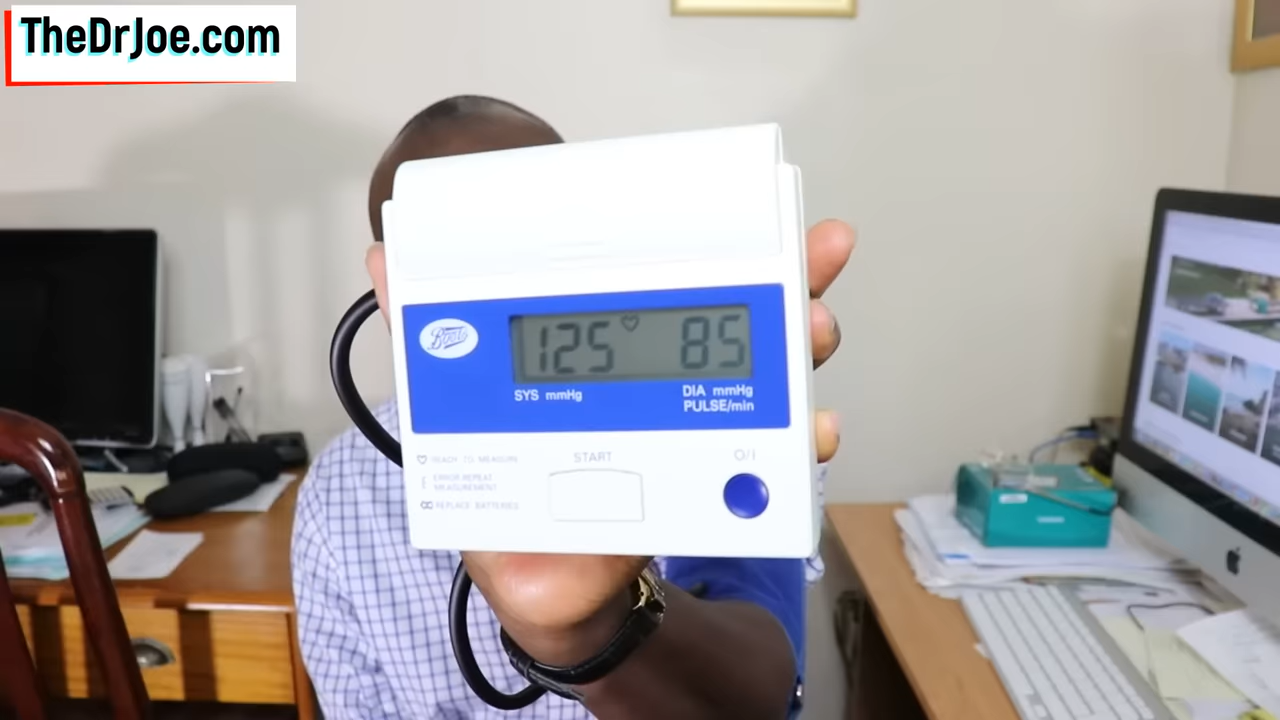 TheDrJoe.com
Boots
125 85
SYS mmHg
DIA mmHg
PULSE/min
READY TO MEASURE
ERROR REPEAT
MEASUREMENT
REPLACE BATTERIES
START
O/I